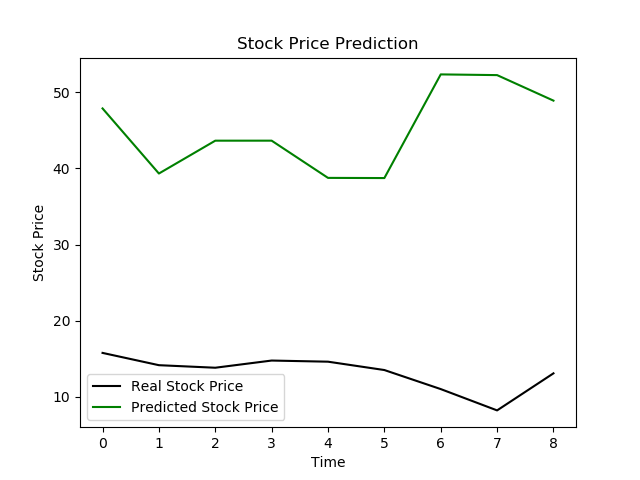 Stock Price Prediction
Stock Price
50
40
30
20
10
Real Stock Price
Predicted Stock Price
0 1 2 3 4 5 6 7 8
Time